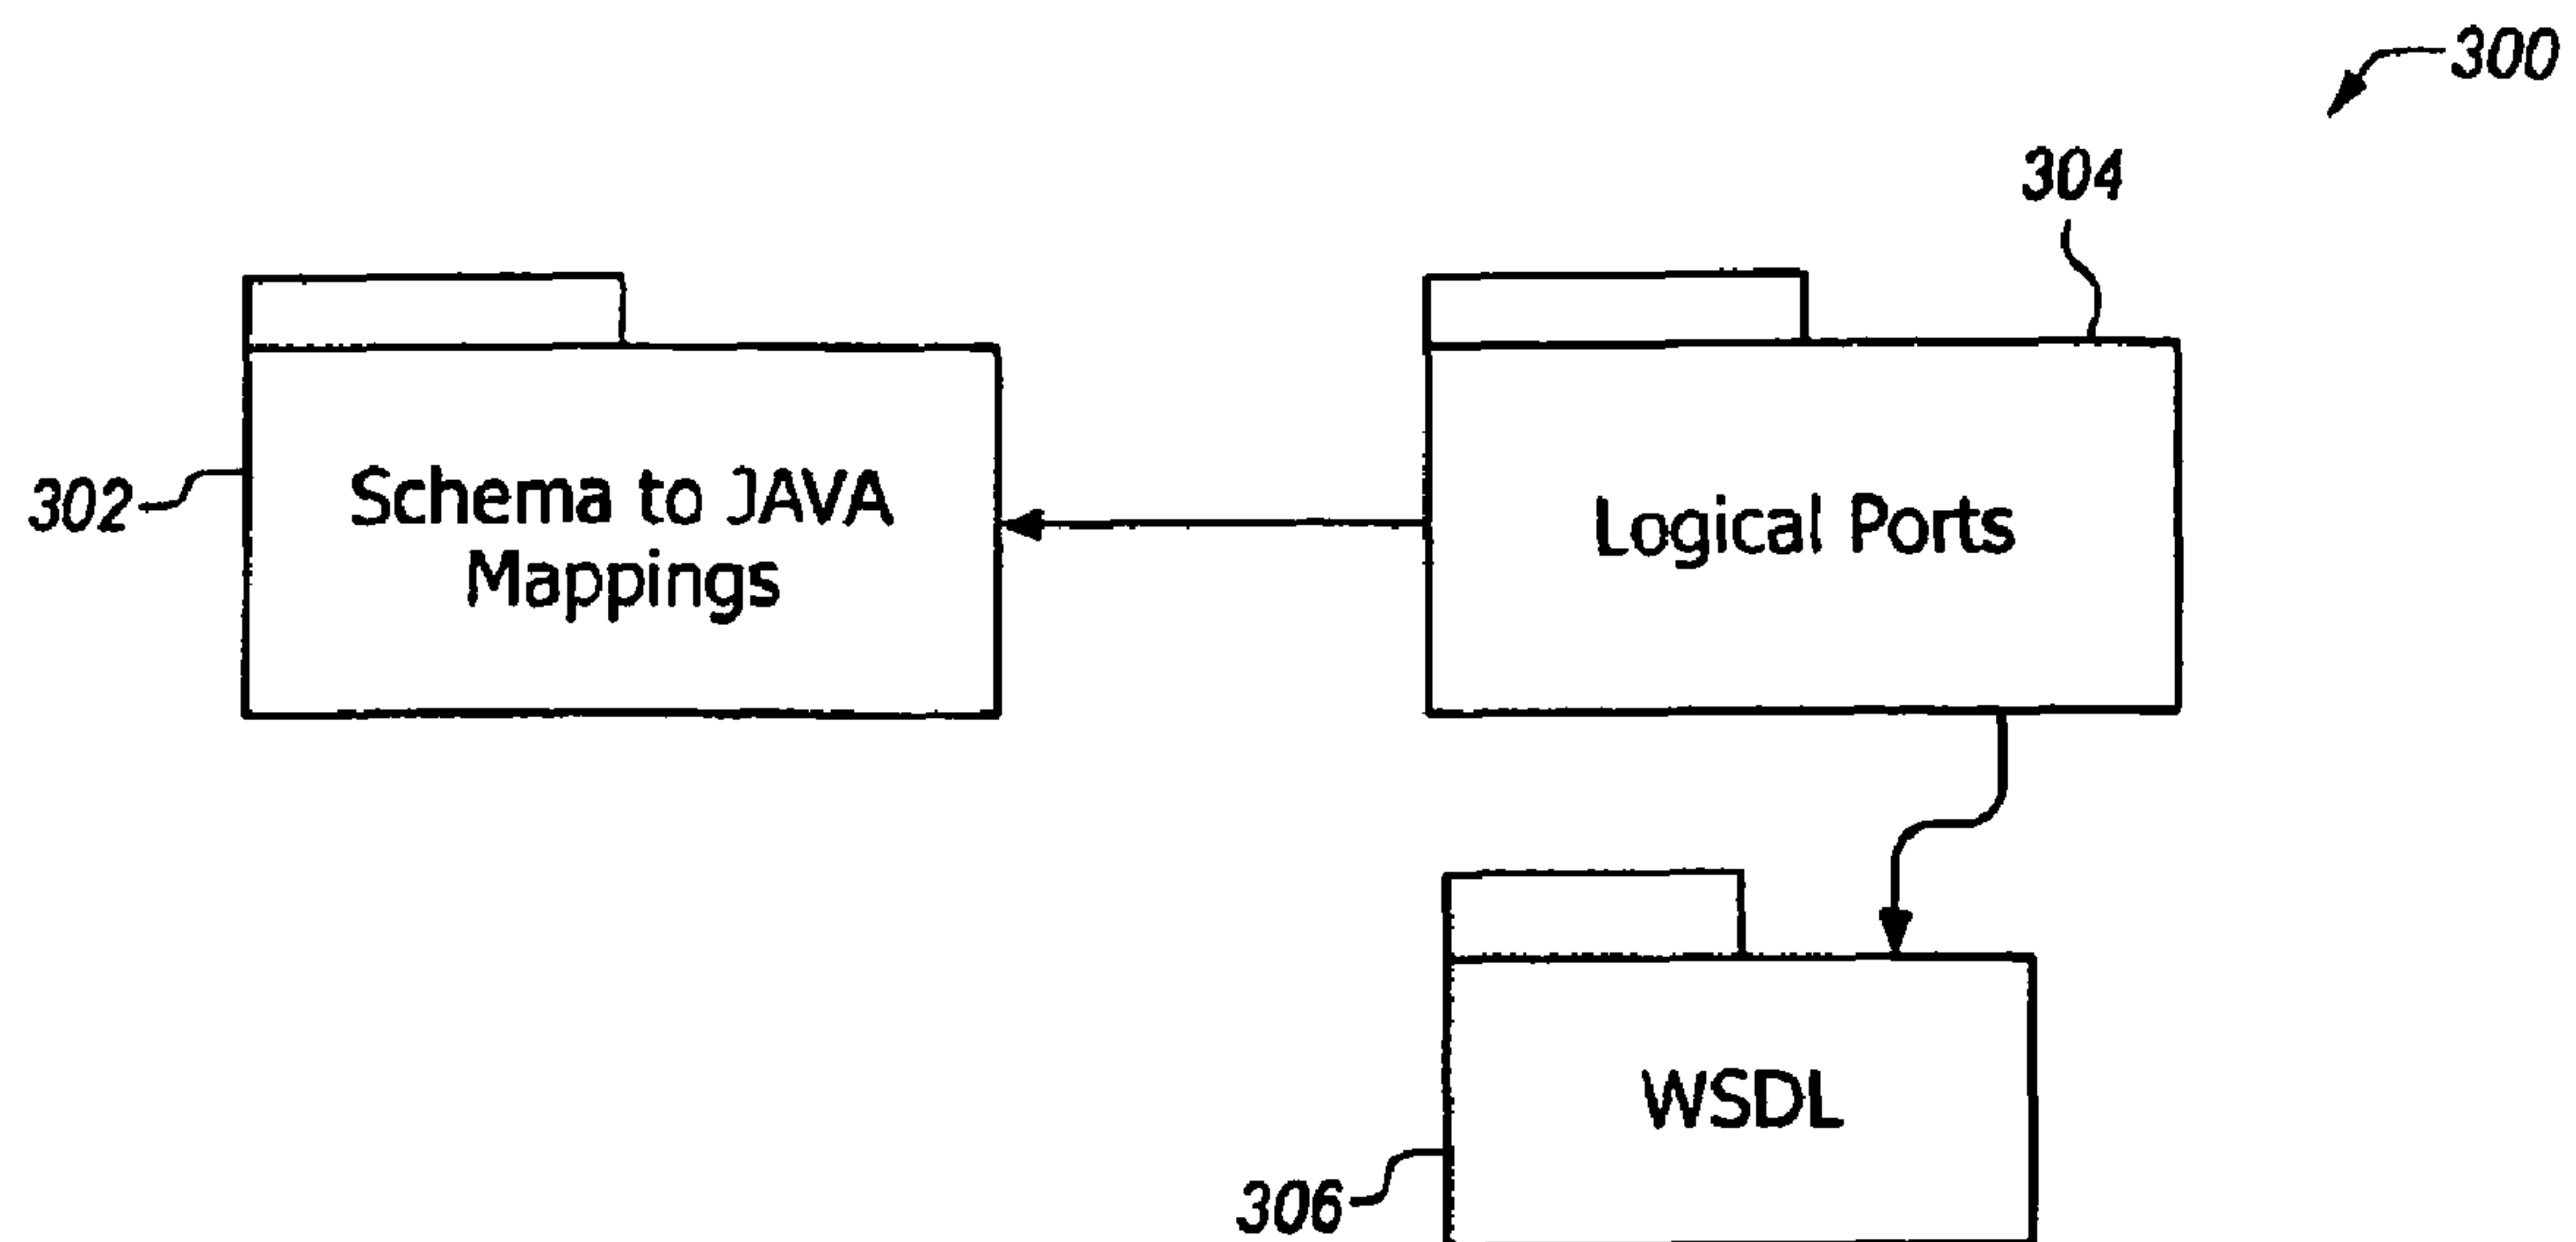 300
304
302
Schema to JAVA
Mappings
Logical Ports
WSDL
306